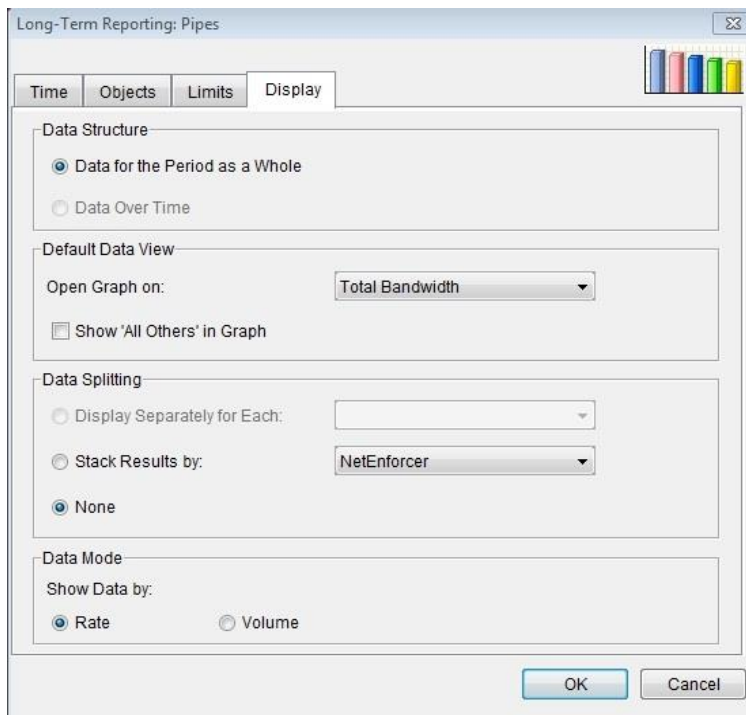 Long-Term Reporting: Pipes
Time Objects Limits Display
Data Structure
Data for the Period as a Whole
Data Over Time
Default Data View
Open Graph on: Total Bandwidth
Show 'All Others' in Graph
Data Splitting
Display Separately for Each:
Stack Results by: NetEnforcer
None
Data Mode
Show Data by:
Rate Volume
OK Cancel